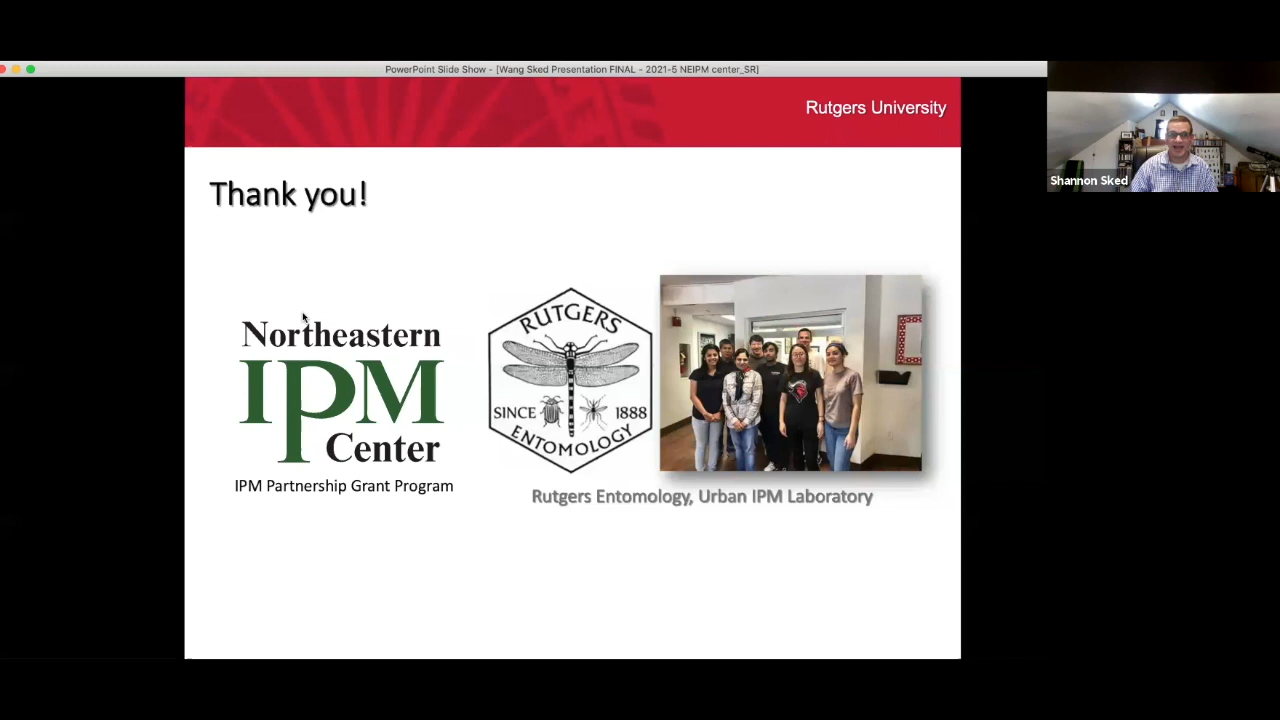 PowerPoint Slide Show - [Wang Sked Presentation FINAL - 2021-5 NEIPM center_SR]
Rutgers University
Shannon Sked
Thank you!
Northeastern
IPM
Center
IPM Partnership Grant Program
RUTGERS
SINCE 1888
ENTOMOLOGY
Rutgers Entomology, Urban IPM Laboratory